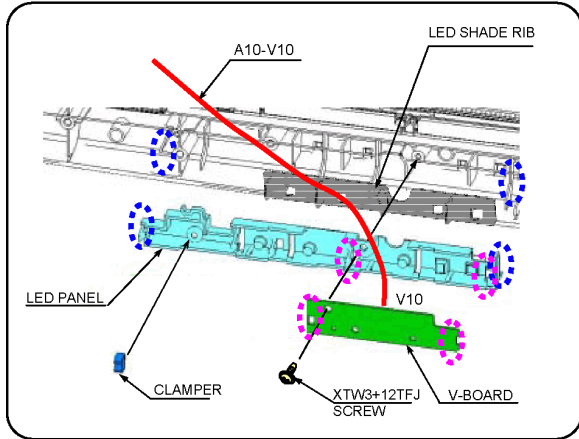 A10-V10
LED SHADE RIB
LED PANEL
V10
CLAMPER
XTW3+12TFJ
SCREW
V-BOARD